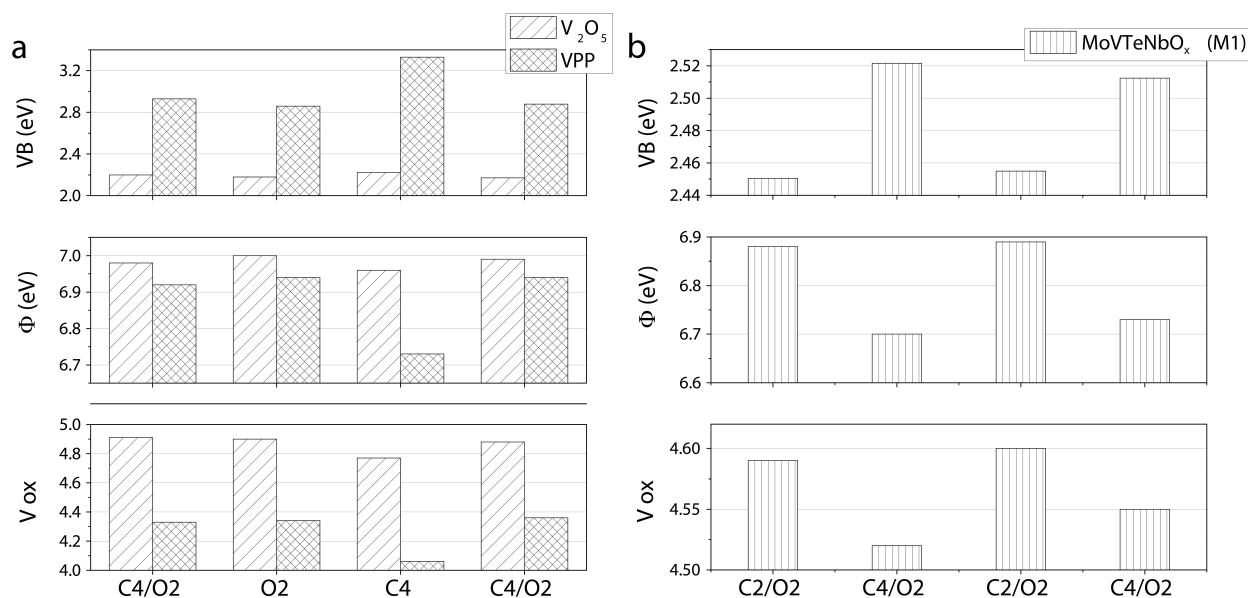 a
V2O5
VPP
VB (eV)
3.2
2.8
2.4
2.0
Φ (eV)
7.0
6.9
6.8
6.7
V ox
5.0
4.8
4.6
4.4
4.2
4.0
C4/O2 O2 C4 C4/O2
b
MoVTeNbOx (M1)
VB (eV)
2.52
2.50
2.48
2.46
2.44
Φ (eV)
6.9
6.8
6.7
6.6
V ox
4.60
4.55
4.50
C2/O2 C4/O2 C2/O2 C4/O2